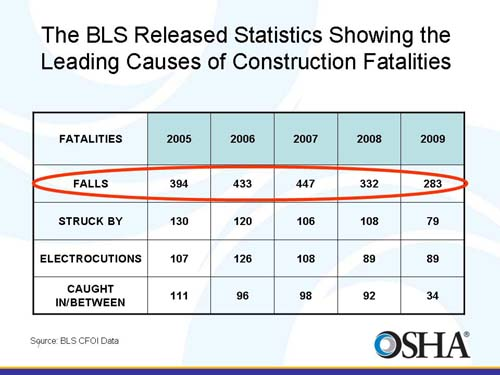 The BLS Released Statistics Showing the
Leading Causes of Construction Fatalities
FATALITIES 2005 2006 2007 2008 2009
FALLS 394 433 447 332 283
STRUCK BY 130 120 106 108 79
ELECTROCUTIONS 107 126 108 89 89
CAUGHT
IN/BETWEEN 111 96 98 92 34
Source: BLS CFOI Data
OSHA®